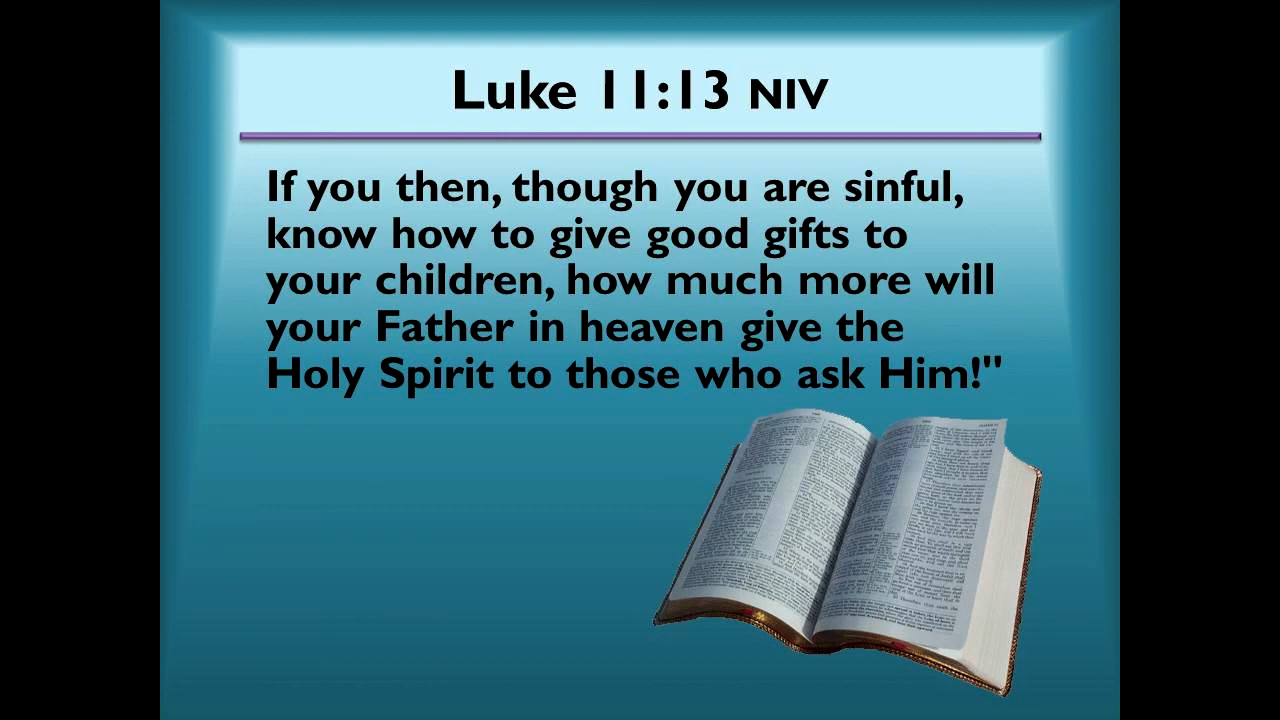 Luke 11:13 NIV
If you then, though you are sinful,
know how to give good gifts to
your children, how much more will
your Father in heaven give the
Holy Spirit to those who ask Him!"